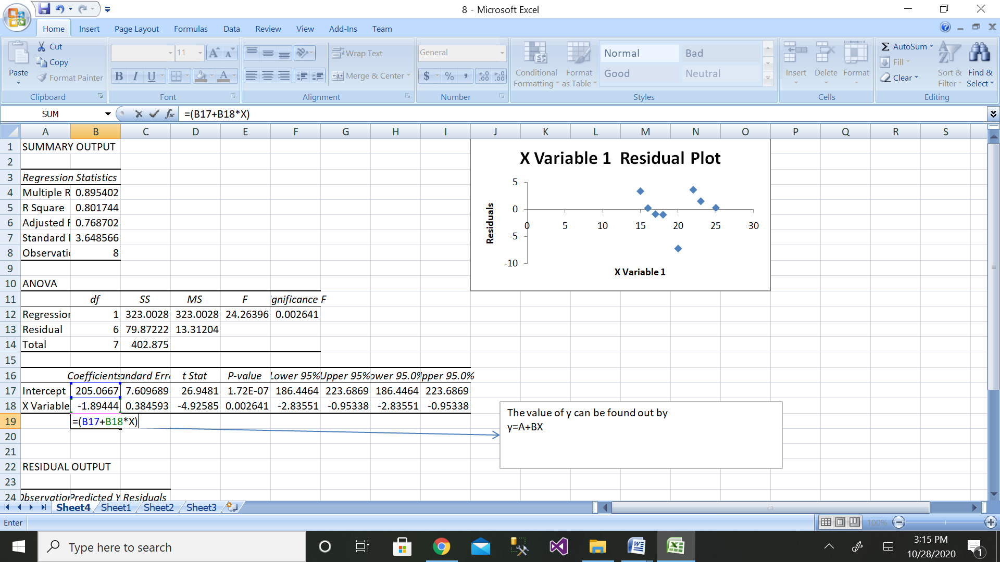 8 - Microsoft Excel
Home Insert Page Layout Formulas Data Review View Add-Ins Team
Paste
Cut
Copy
Format Painter
Clipboard
11
B I U
A
Font
Wrap Text
Merge & Center
Alignment
General
$ % ,
Number
Conditional Formatting
Format as Table
Normal Bad
Good Neutral
Styles
Insert Delete Format
Cells
AutoSum
Fill
Clear
Sort & Filter
Find & Select
Editing
SUM =(B17+B18*X)
A B C D E F G H I J K L M N O P Q R S
1 SUMMARY OUTPUT
2
3 Regression Statistics
4 Multiple R 0.895402
5 R Square 0.801744
6 Adjusted R 0.768702
7 Standard E 3.648566
8 Observatio 8
9
10 ANOVA
11 df SS MS F ignificance F
12 Regression 1 323.0028 323.0028 24.26396 0.002641
13 Residual 6 79.87222 13.31204
14 Total 7 402.875
15
16 Coefficients andard Erro t Stat P-value Lower 95% Upper 95% ower 95.0% pper 95.0%
17 Intercept 205.0667 7.609689 26.9481 1.72E-07 186.4464 223.6869 186.4464 223.6869
18 X Variable -1.89444 0.384593 -4.92585 0.002641 -2.83551 -0.95338 -2.83551 -0.95338
19 =(B17+B18*X)
20
21
22 RESIDUAL OUTPUT
23
24 Observation Predicted Y Residuals
X Variable 1 Residual Plot
Residuals
5
0
-5
-10
0 5 10 15 20 25 30
X Variable 1
The value of y can be found out by
y=A+BX
Sheet4 Sheet1 Sheet2 Sheet3
Enter
100%
Type here to search
3:15 PM
10/28/2020
1